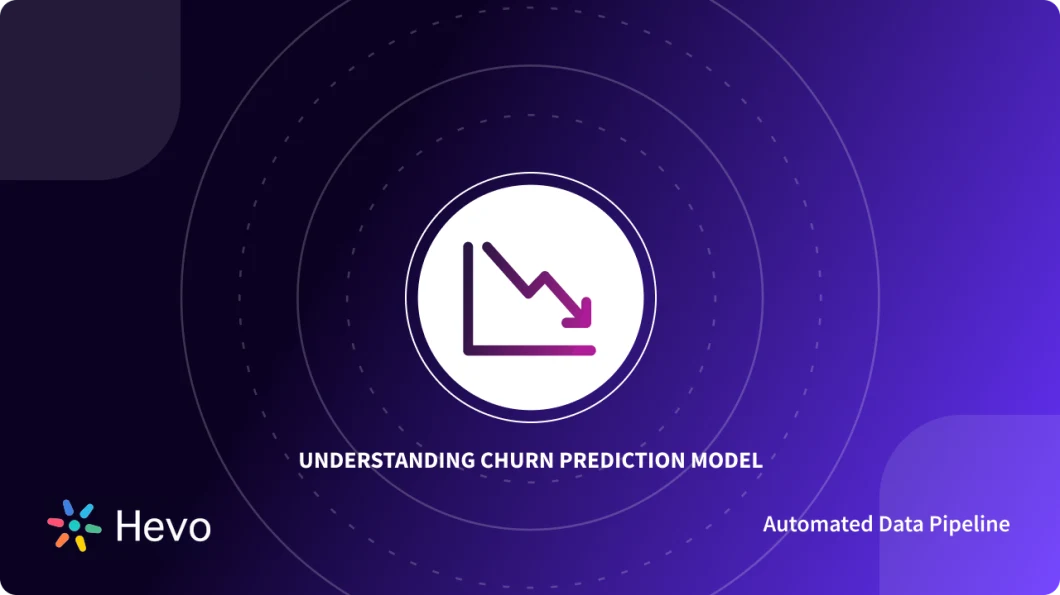 UNDERSTANDING CHURN PREDICTION MODEL
Hevo
Automated Data Pipeline